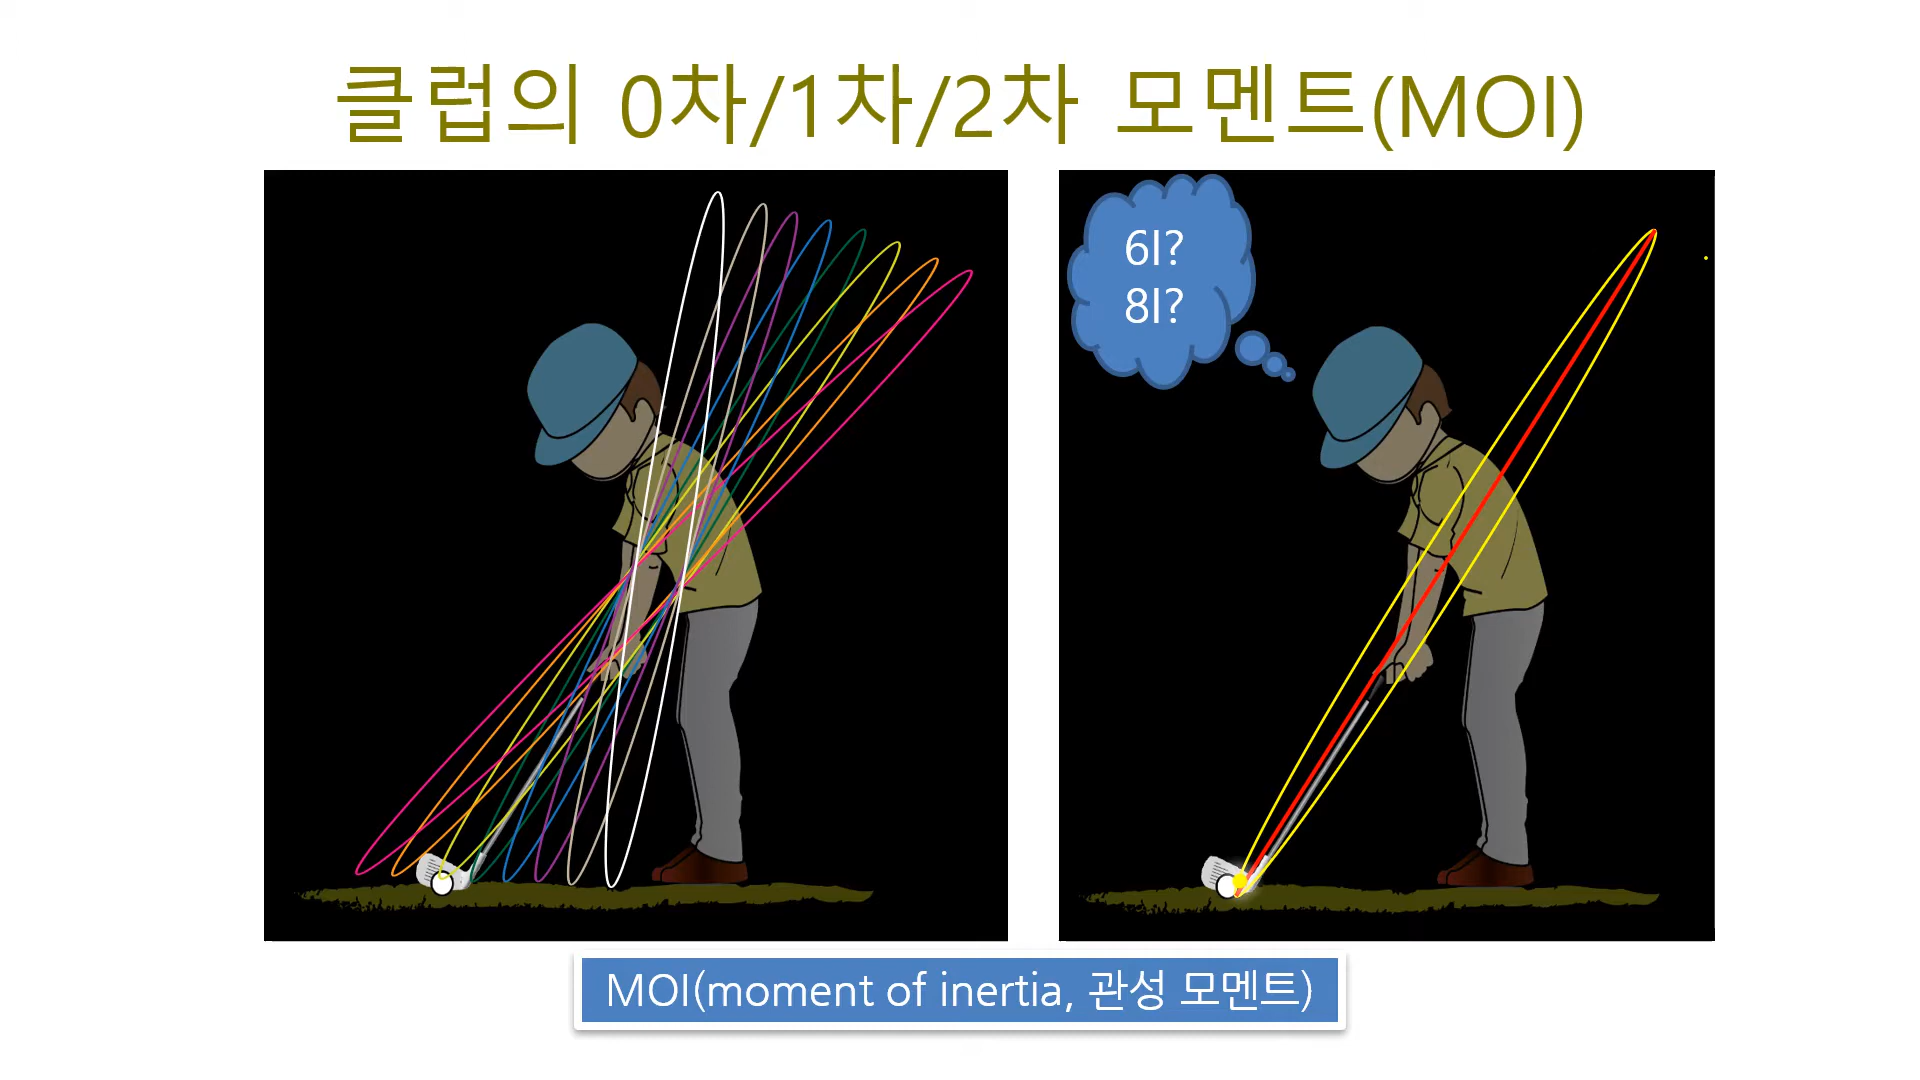 클럽의 0차/1차/2차 모멘트(MOI)
6I?
8I?
MOI(moment of inertia, 관성 모멘트)